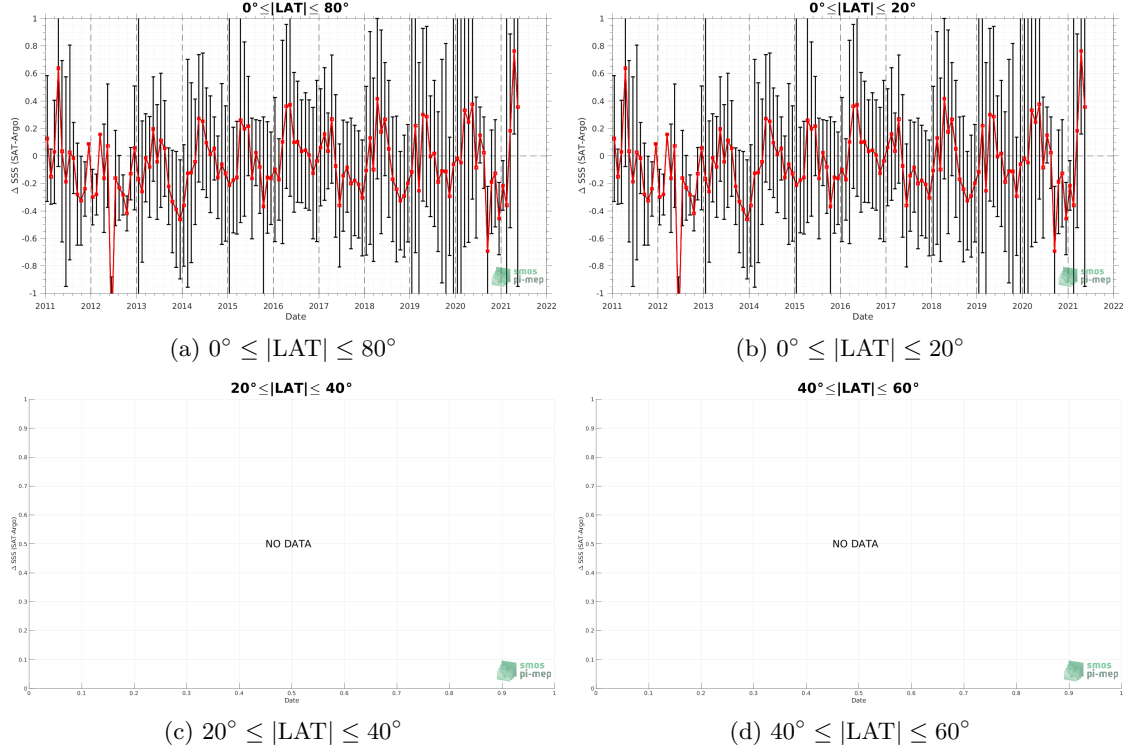 0°≤|LAT|≤ 80°
1
0.8
0.6
0.4
0.2
0
-0.2
-0.4
-0.6
-0.8
-1
Δ SSS (SAT-Argo)
2011 2012 2013 2014 2015 2016 2017 2018 2019 2020 2021 2022
Date
smos
pi-mep
(a) 0° ≤ |LAT| ≤ 80°
0°≤|LAT|≤ 20°
1
0.8
0.6
0.4
0.2
0
-0.2
-0.4
-0.6
-0.8
-1
Δ SSS (SAT-Argo)
2011 2012 2013 2014 2015 2016 2017 2018 2019 2020 2021 2022
Date
smos
pi-mep
(b) 0° ≤ |LAT| ≤ 20°
20°≤|LAT|≤ 40°
1
0.9
0.8
0.7
0.6
0.5
0.4
0.3
0.2
0.1
0
Δ SSS (SAT-Argo)
NO DATA
0 0.1 0.2 0.3 0.4 0.5 0.6 0.7 0.8 0.9 1
Date
smos
pi-mep
(c) 20° ≤ |LAT| ≤ 40°
40°≤|LAT|≤ 60°
1
0.9
0.8
0.7
0.6
0.5
0.4
0.3
0.2
0.1
0
Δ SSS (SAT-Argo)
NO DATA
0 0.1 0.2 0.3 0.4 0.5 0.6 0.7 0.8 0.9 1
Date
smos
pi-mep
(d) 40° ≤ |LAT| ≤ 60°